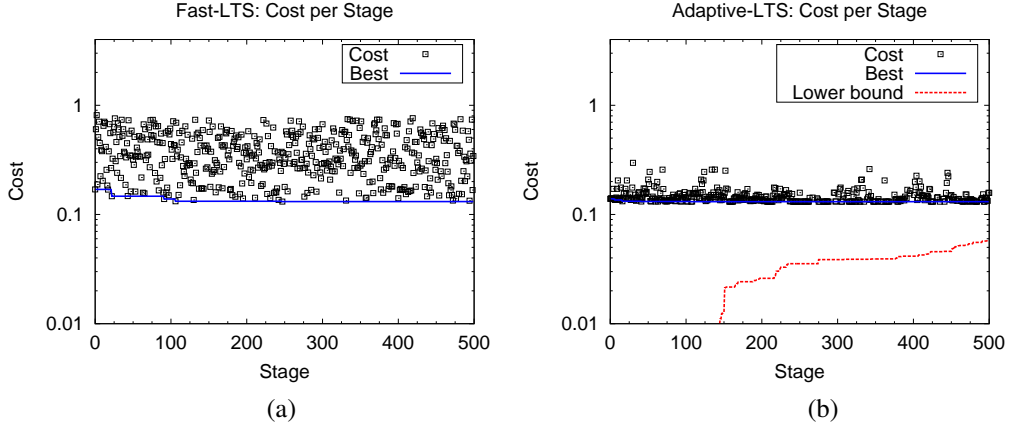 Fast-LTS: Cost per Stage
Cost
Best
1
0.1
0.01
Cost
0 100 200 300 400 500
Stage
(a)
Adaptive-LTS: Cost per Stage
Cost
Best
Lower bound
1
0.1
0.01
Cost
0 100 200 300 400 500
Stage
(b)